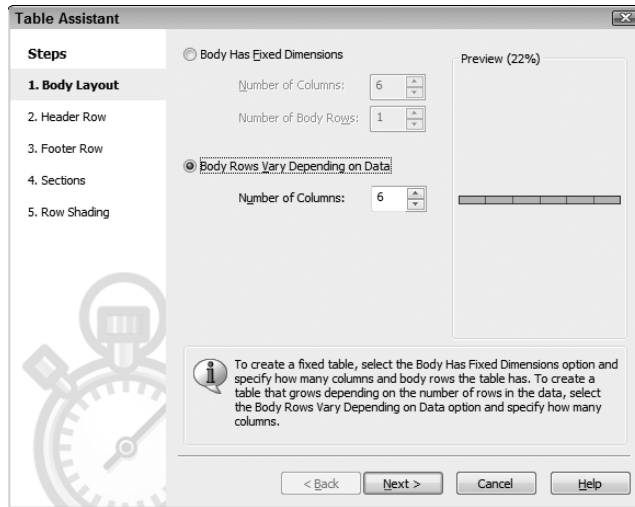 Table Assistant
Steps
1. Body Layout
2. Header Row
3. Footer Row
4. Sections
5. Row Shading
Body Has Fixed Dimensions
Number of Columns: 6
Number of Body Rows: 1
Body Rows Vary Depending on Data
Number of Columns: 6
Preview (22%)
To create a fixed table, select the Body Has Fixed Dimensions option and
specify how many columns and body rows the table has. To create a
table that grows depending on the number of rows in the data, select
the Body Rows Vary Depending on Data option and specify how many
columns.
< Back
Next >
Cancel
Help